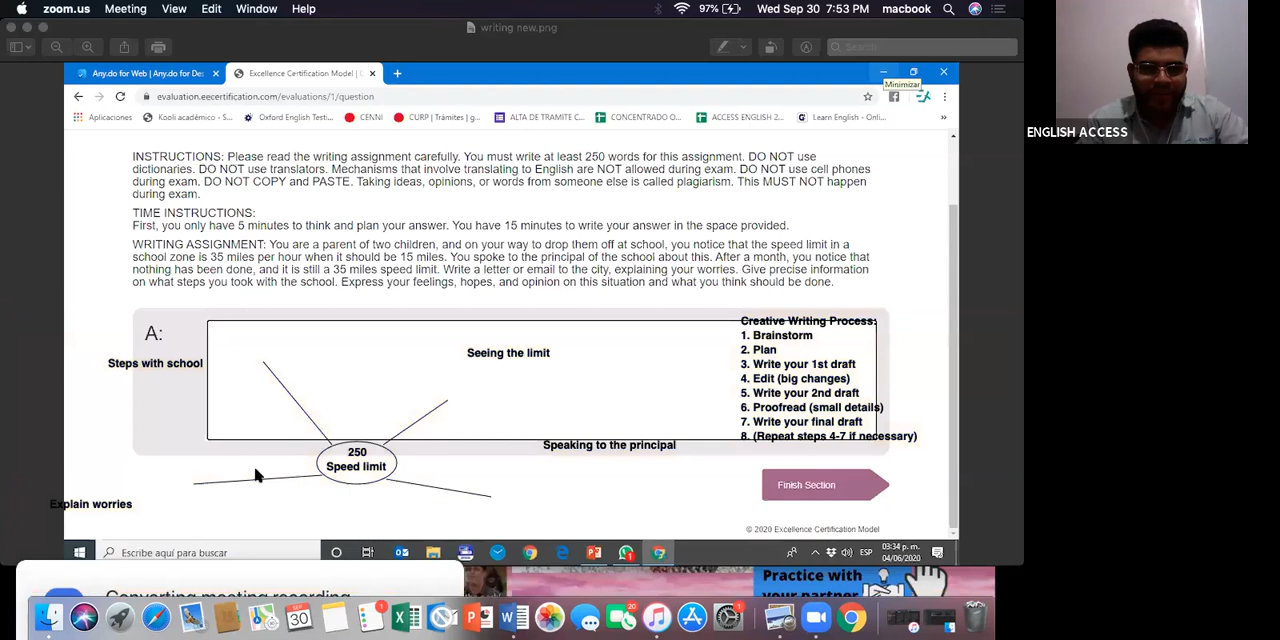 zoom.us Meeting View Edit Window Help
97% Wed Sep 30 7:53 PM macbook
writing new.png
Search
Any.do for Web | Any.do for Des
Excellence Certification Model | C
Minimizar
evaluation.eecertification.com/evaluations/1/question
Aplicaciones Kooli académico - S... Oxford English Testi... CENNI CURP | Trámites | g... ALTA DE TRAMITE C... CONCENTRADO O... ACCESS ENGLISH 2... Learn English - Onli... »
ENGLISH ACCESS
INSTRUCTIONS: Please read the writing assignment carefully. You must write at least 250 words for this assignment. DO NOT use
dictionaries. DO NOT use translators. Mechanisms that involve translating to English are NOT allowed during exam. DO NOT use cell phones
during exam. DO NOT COPY and PASTE. Taking ideas, opinions, or words from someone else is called plagiarism. This MUST NOT happen
during exam.
TIME INSTRUCTIONS:
First, you only have 5 minutes to think and plan your answer. You have 15 minutes to write your answer in the space provided.
WRITING ASSIGNMENT: You are a parent of two children, and on your way to drop them off at school, you notice that the speed limit in a
school zone is 35 miles per hour when it should be 15 miles. You spoke to the principal of the school about this. After a month, you notice that
nothing has been done, and it is still a 35 miles speed limit. Write a letter or email to the city, explaining your worries. Give precise information
on what steps you took with the school. Express your feelings, hopes, and opinion on this situation and what you think should be done.
A:
Steps with school
Seeing the limit
Creative Writing Process:
1. Brainstorm
2. Plan
3. Write your 1st draft
4. Edit (big changes)
5. Write your 2nd draft
6. Proofread (small details)
7. Write your final draft
8. (Repeat steps 4-7 if necessary)
Speaking to the principal
250
Speed limit
Explain worries
Finish Section
© 2020 Excellence Certification Model
Escribe aquí para buscar
ESP
03:34 p. m.
04/06/2020
Converting meeting recording
Practice with
your partner
SEP
30
20
1